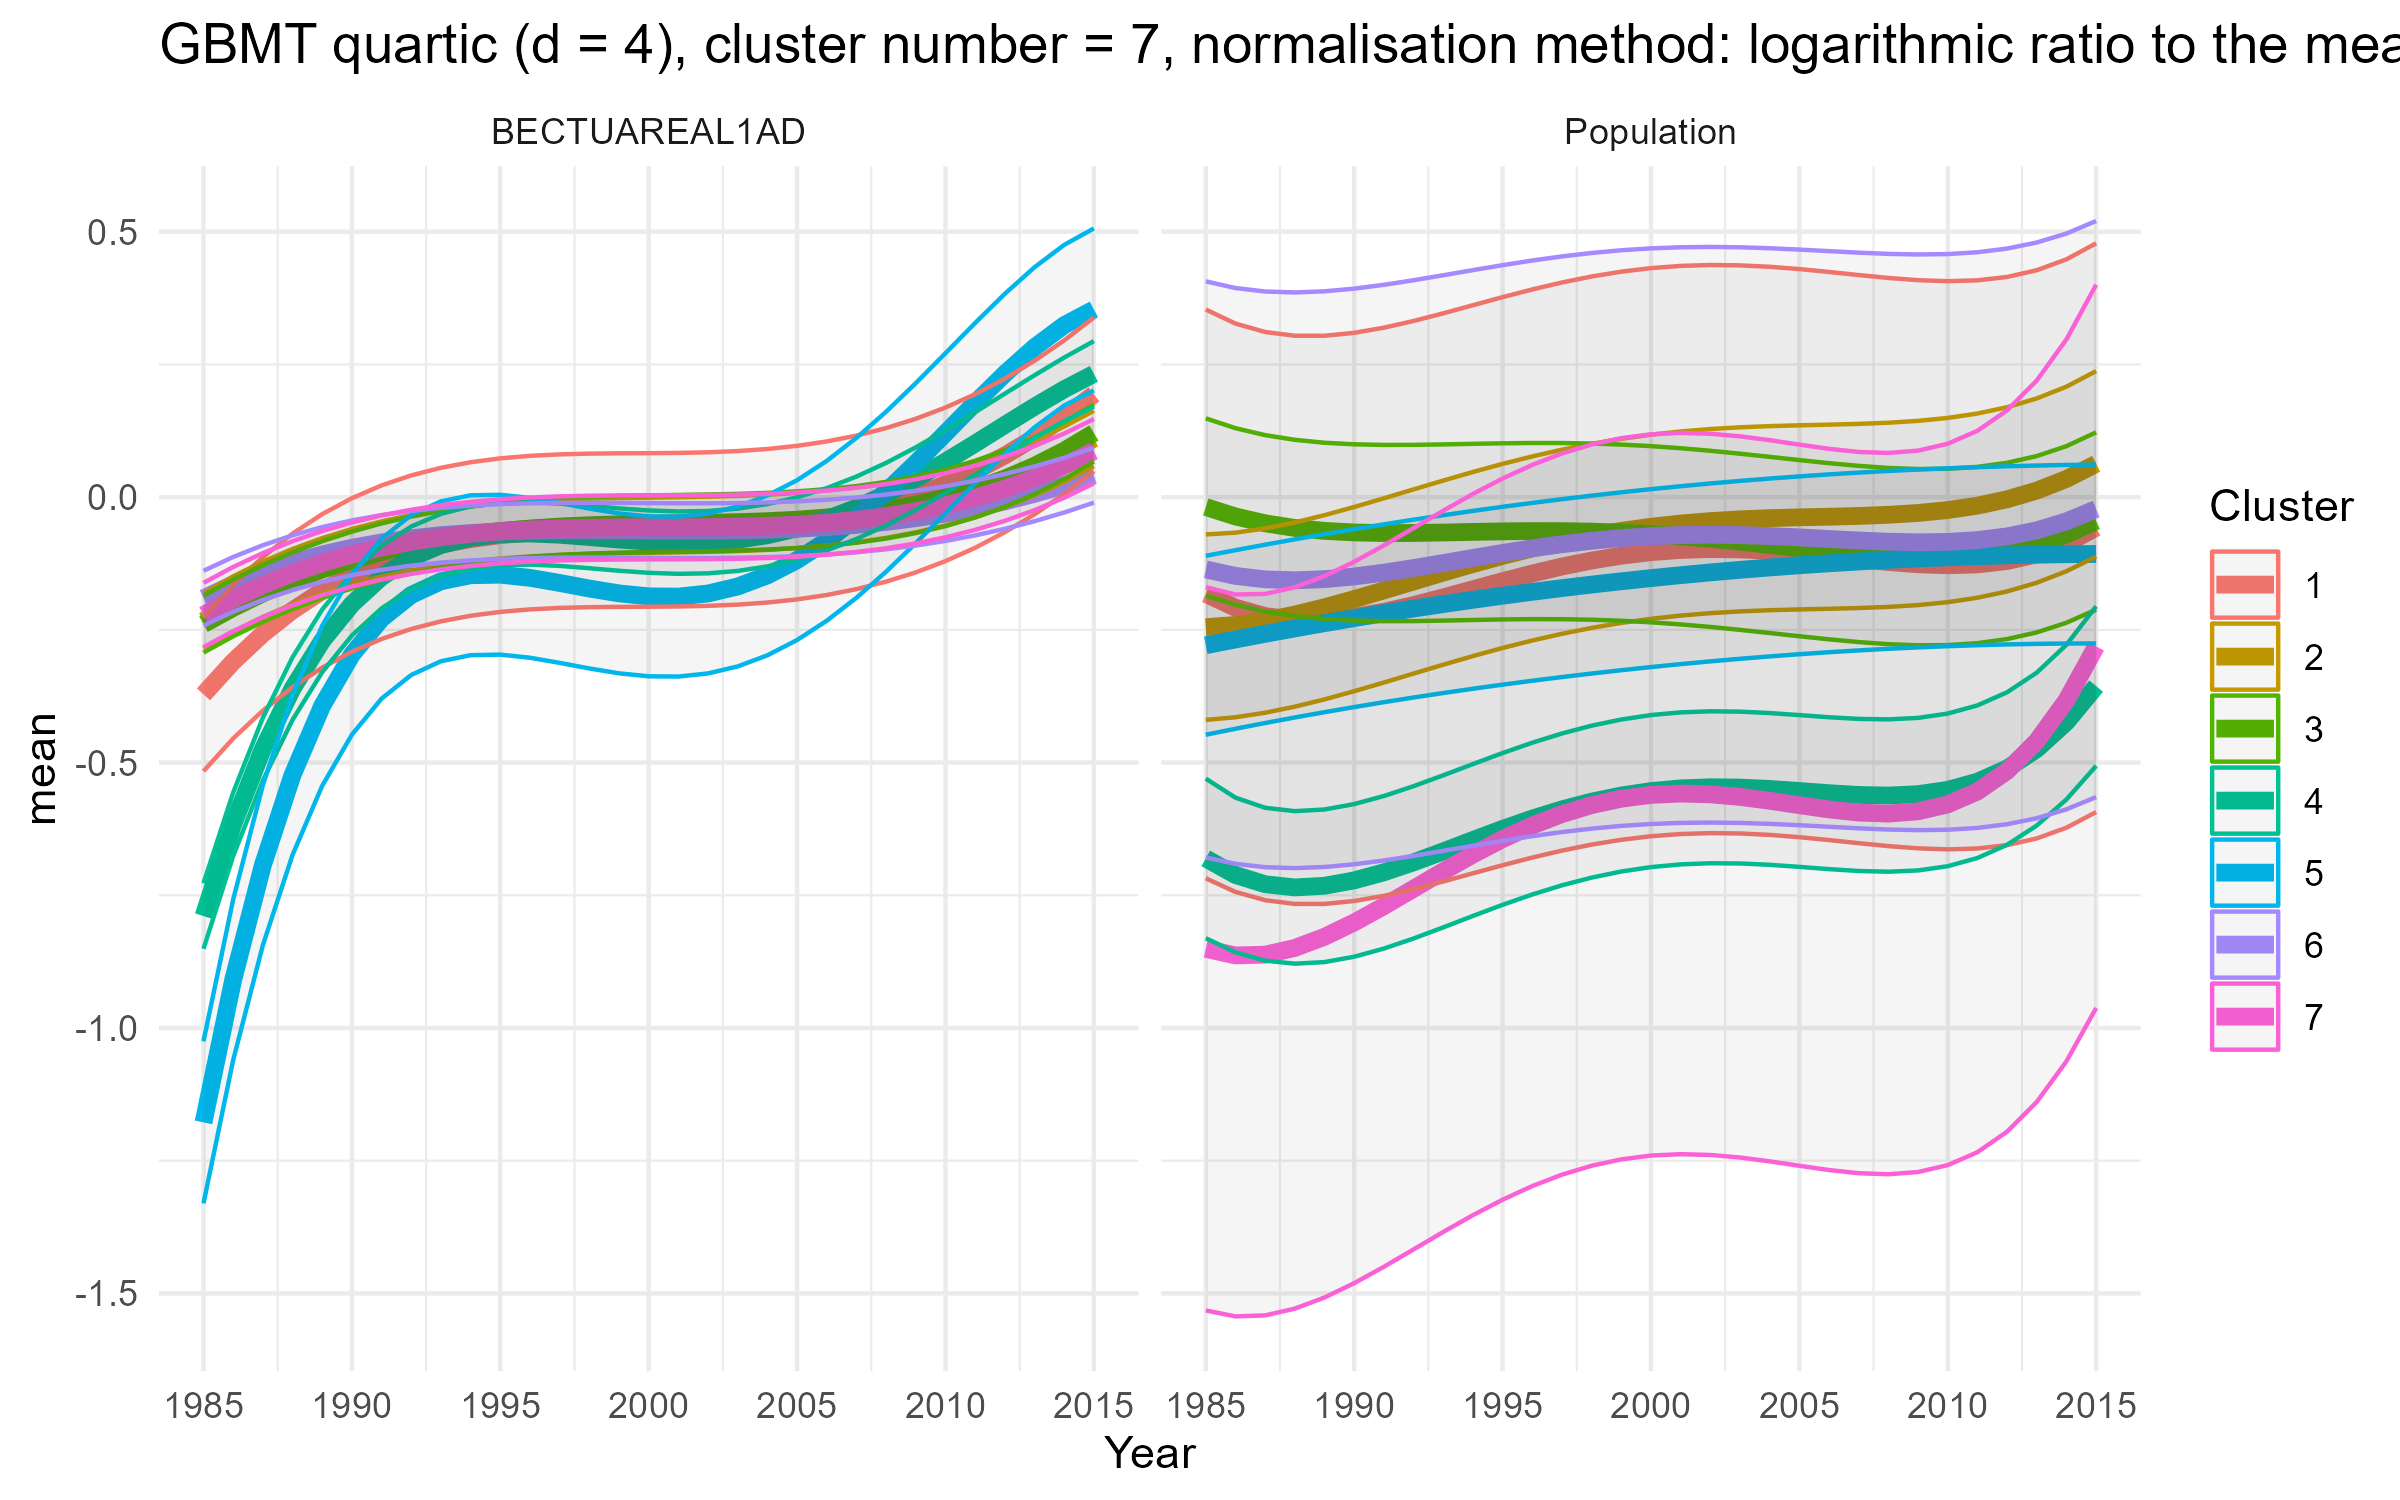 GBMT quartic (d = 4), cluster number = 7, normalisation method: logarithmic ratio to the mea
BECTUAREAL1AD
Population
0.5
0.0
-0.5
-1.0
-1.5
mean
1985 1990 1995 2000 2005 2010 2015
1985 1990 1995 2000 2005 2010 2015
Year
Cluster
1
2
3
4
5
6
7